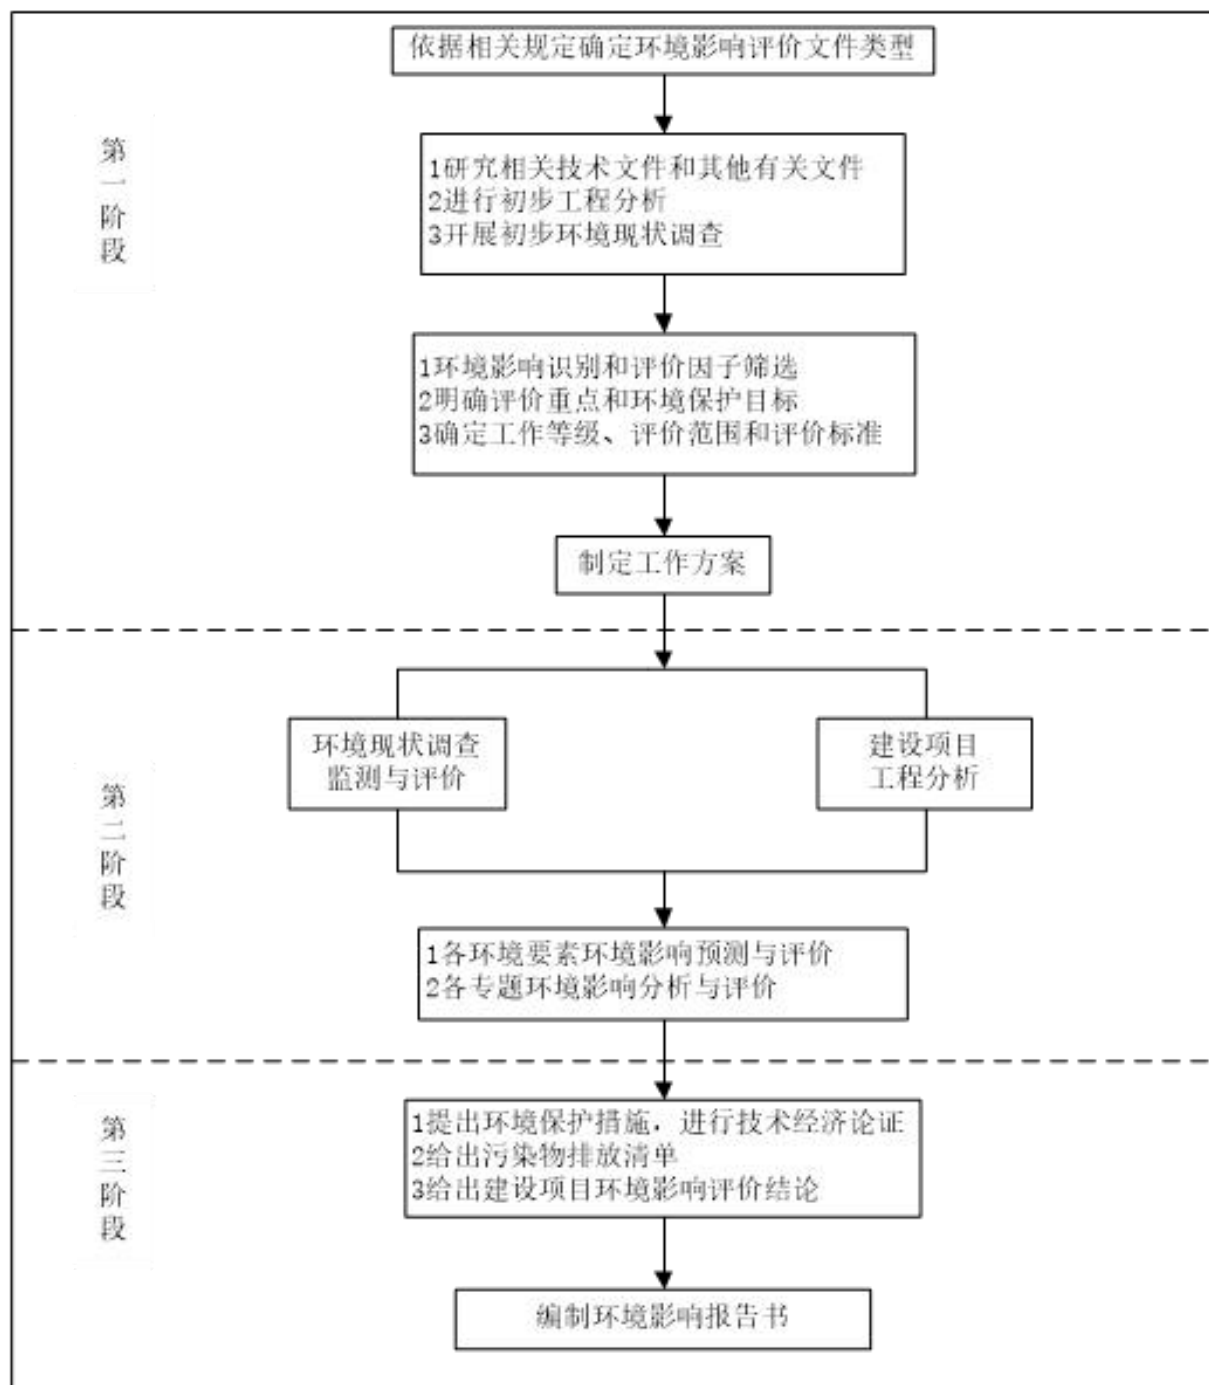 依据相关规定确定环境影响评价文件类型
第一阶段
1研究相关技术文件和其他有关文件
2进行初步工程分析
3开展初步环境现状调查
1环境影响识别和评价因子筛选
2明确评价重点和环境保护目标
3确定工作等级、评价范围和评价标准
制定工作方案
第二阶段
环境现状调查
监测与评价
建设项目
工程分析
1各环境要素环境影响预测与评价
2各专题环境影响分析与评价
第三阶段
1提出环境保护措施，进行技术经济论证
2给出污染物排放清单
3给出建设项目环境影响评价结论
编制环境影响报告书